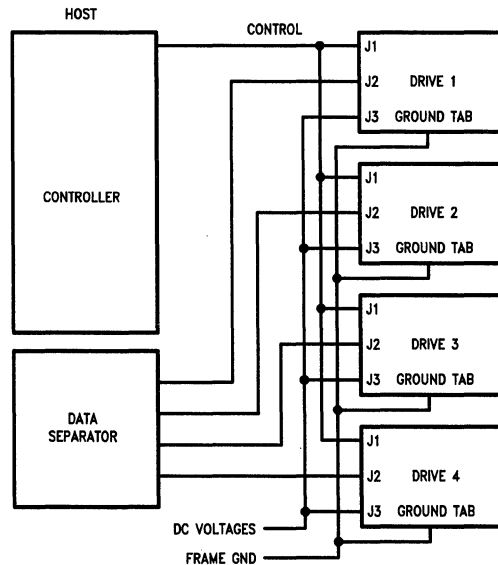 HOST
CONTROL
CONTROLLER
J1
J2 DRIVE 1
J3 GROUND TAB
J1
J2 DRIVE 2
J3 GROUND TAB
J1
J2 DRIVE 3
J3 GROUND TAB
J1
J2 DRIVE 4
J3 GROUND TAB
DATA
SEPARATOR
DC VOLTAGES
FRAME GND